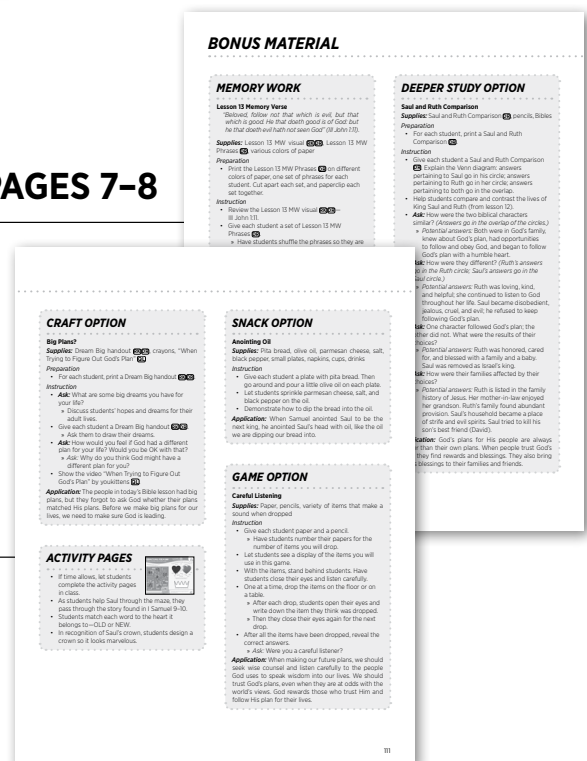 PAGES 7–8
BONUS MATERIAL
MEMORY WORK
Lesson 13 Memory Verse
"Beloved, follow not that which is evil, but that
which is good. He that doeth good is of God: but
he that doeth evil hath not seen God" (III John 1:11).
Supplies: Lesson 13 MW visual, Lesson 13 MW
Phrases, various colors of paper
Preparation
• Print the Lesson 13 MW Phrases on different
colors of paper, one set of phrases for each
student. Cut apart each set, and paperclip each
set together.
Instruction
• Review the Lesson 13 MW visual —
III John 1:11.
• Give each student a set of Lesson 13 MW
Phrases.
» Have students shuffle the phrases so they are
DEEPER STUDY OPTION
Saul and Ruth Comparison
Supplies: Saul and Ruth Comparison, pencils, Bibles
Preparation
• For each student, print a Saul and Ruth
Comparison.
Instruction
• Give each student a Saul and Ruth Comparison
. Explain the Venn diagram: answers
pertaining to Saul go in his circle; answers
pertaining to Ruth go in her circle; answers
pertaining to both go in the overlap.
• Help students compare and contrast the lives of
King Saul and Ruth (from lesson 12).
• Ask: How were the two biblical characters
similar? (Answers go in the overlap of the circles.)
» Potential answers: Both were in God's family,
knew about God's plan, had opportunities
to follow and obey God, and began to follow
God's plan with a humble heart.
Ask: How were they different? (Ruth's answers
go in the Ruth circle; Saul's answers go in the
Saul circle.)
» Potential answers: Ruth was loving, kind,
and helpful; she continued to listen to God
throughout her life. Saul became disobedient,
jealous, cruel, and evil; he refused to keep
following God's plan.
Ask: One character followed God's plan; the
other did not. What were the results of their
choices?
» Potential answers: Ruth was honored, cared
for, and blessed with a family and a baby.
Saul was removed as Israel's king.
Ask: How were their families affected by their
choices?
» Potential answers: Ruth is listed in the family
history of Jesus. Her mother-in-law enjoyed
her grandson. Ruth's family found abundant
provision. Saul's household became a place
of strife and evil spirits. Saul tried to kill his
son's best friend (David).
God's plans for His people are always
than their own plans. When people trust God's
they find rewards and blessings. They also bring
blessings to their families and friends.
CRAFT OPTION
Big Plans?
Supplies: Dream Big handout, crayons, "When
Trying to Figure Out God's Plan"
Preparation
• For each student, print a Dream Big handout.
Instruction
• Ask: What are some big dreams you have for
your life?
» Discuss students' hopes and dreams for their
adult lives.
• Give each student a Dream Big handout.
» Ask them to draw their dreams.
• Ask: How would you feel if God had a different
plan for your life? Would you be OK with that?
» Ask: Why do you think God might have a
different plan for you?
• Show the video "When Trying to Figure Out
God's Plan" by youkittens.
Application: The people in today's Bible lesson had big
plans, but they forgot to ask God whether their plans
matched His plans. Before we make big plans for our
lives, we need to make sure God is leading.
ACTIVITY PAGES
• If time allows, let students
complete the activity pages
in class.
• As students help Saul through the maze, they
pass through the story found in I Samuel 9–10.
• Students match each word to the heart it
belongs to—OLD or NEW.
• In recognition of Saul's crown, students design a
crown so it looks marvelous.
SNACK OPTION
Anointing Oil
Supplies: Pita bread, olive oil, parmesan cheese, salt,
black pepper, small plates, napkins, cups, drinks
Instruction
• Give each student a plate with pita bread. Then
go around and pour a little olive oil on each plate.
• Let students sprinkle parmesan cheese, salt, and
black pepper on the oil.
• Demonstrate how to dip the bread into the oil.
Application: When Samuel anointed Saul to be the
next king, he anointed Saul's head with oil, like the oil
we are dipping our bread into.
GAME OPTION
Careful Listening
Supplies: Paper, pencils, variety of items that make a
sound when dropped
Instruction
• Give each student paper and a pencil.
» Have students number their papers for the
number of items you will drop.
• Let students see a display of the items you will
use in this game.
• With the items, stand behind students. Have
students close their eyes and listen carefully.
• One at a time, drop the items on the floor or on
a table.
» After each drop, students open their eyes and
write down the item they think was dropped.
» Then they close their eyes again for the next
drop.
• After all the items have been dropped, reveal the
correct answers.
» Ask: Were you a careful listener?
Application: When making our future plans, we should
seek wise counsel and listen carefully to the people
God uses to speak wisdom into our lives. We should
trust God's plans, even when they are at odds with the
world's views. God rewards those who trust Him and
follow His plan for their lives.
111